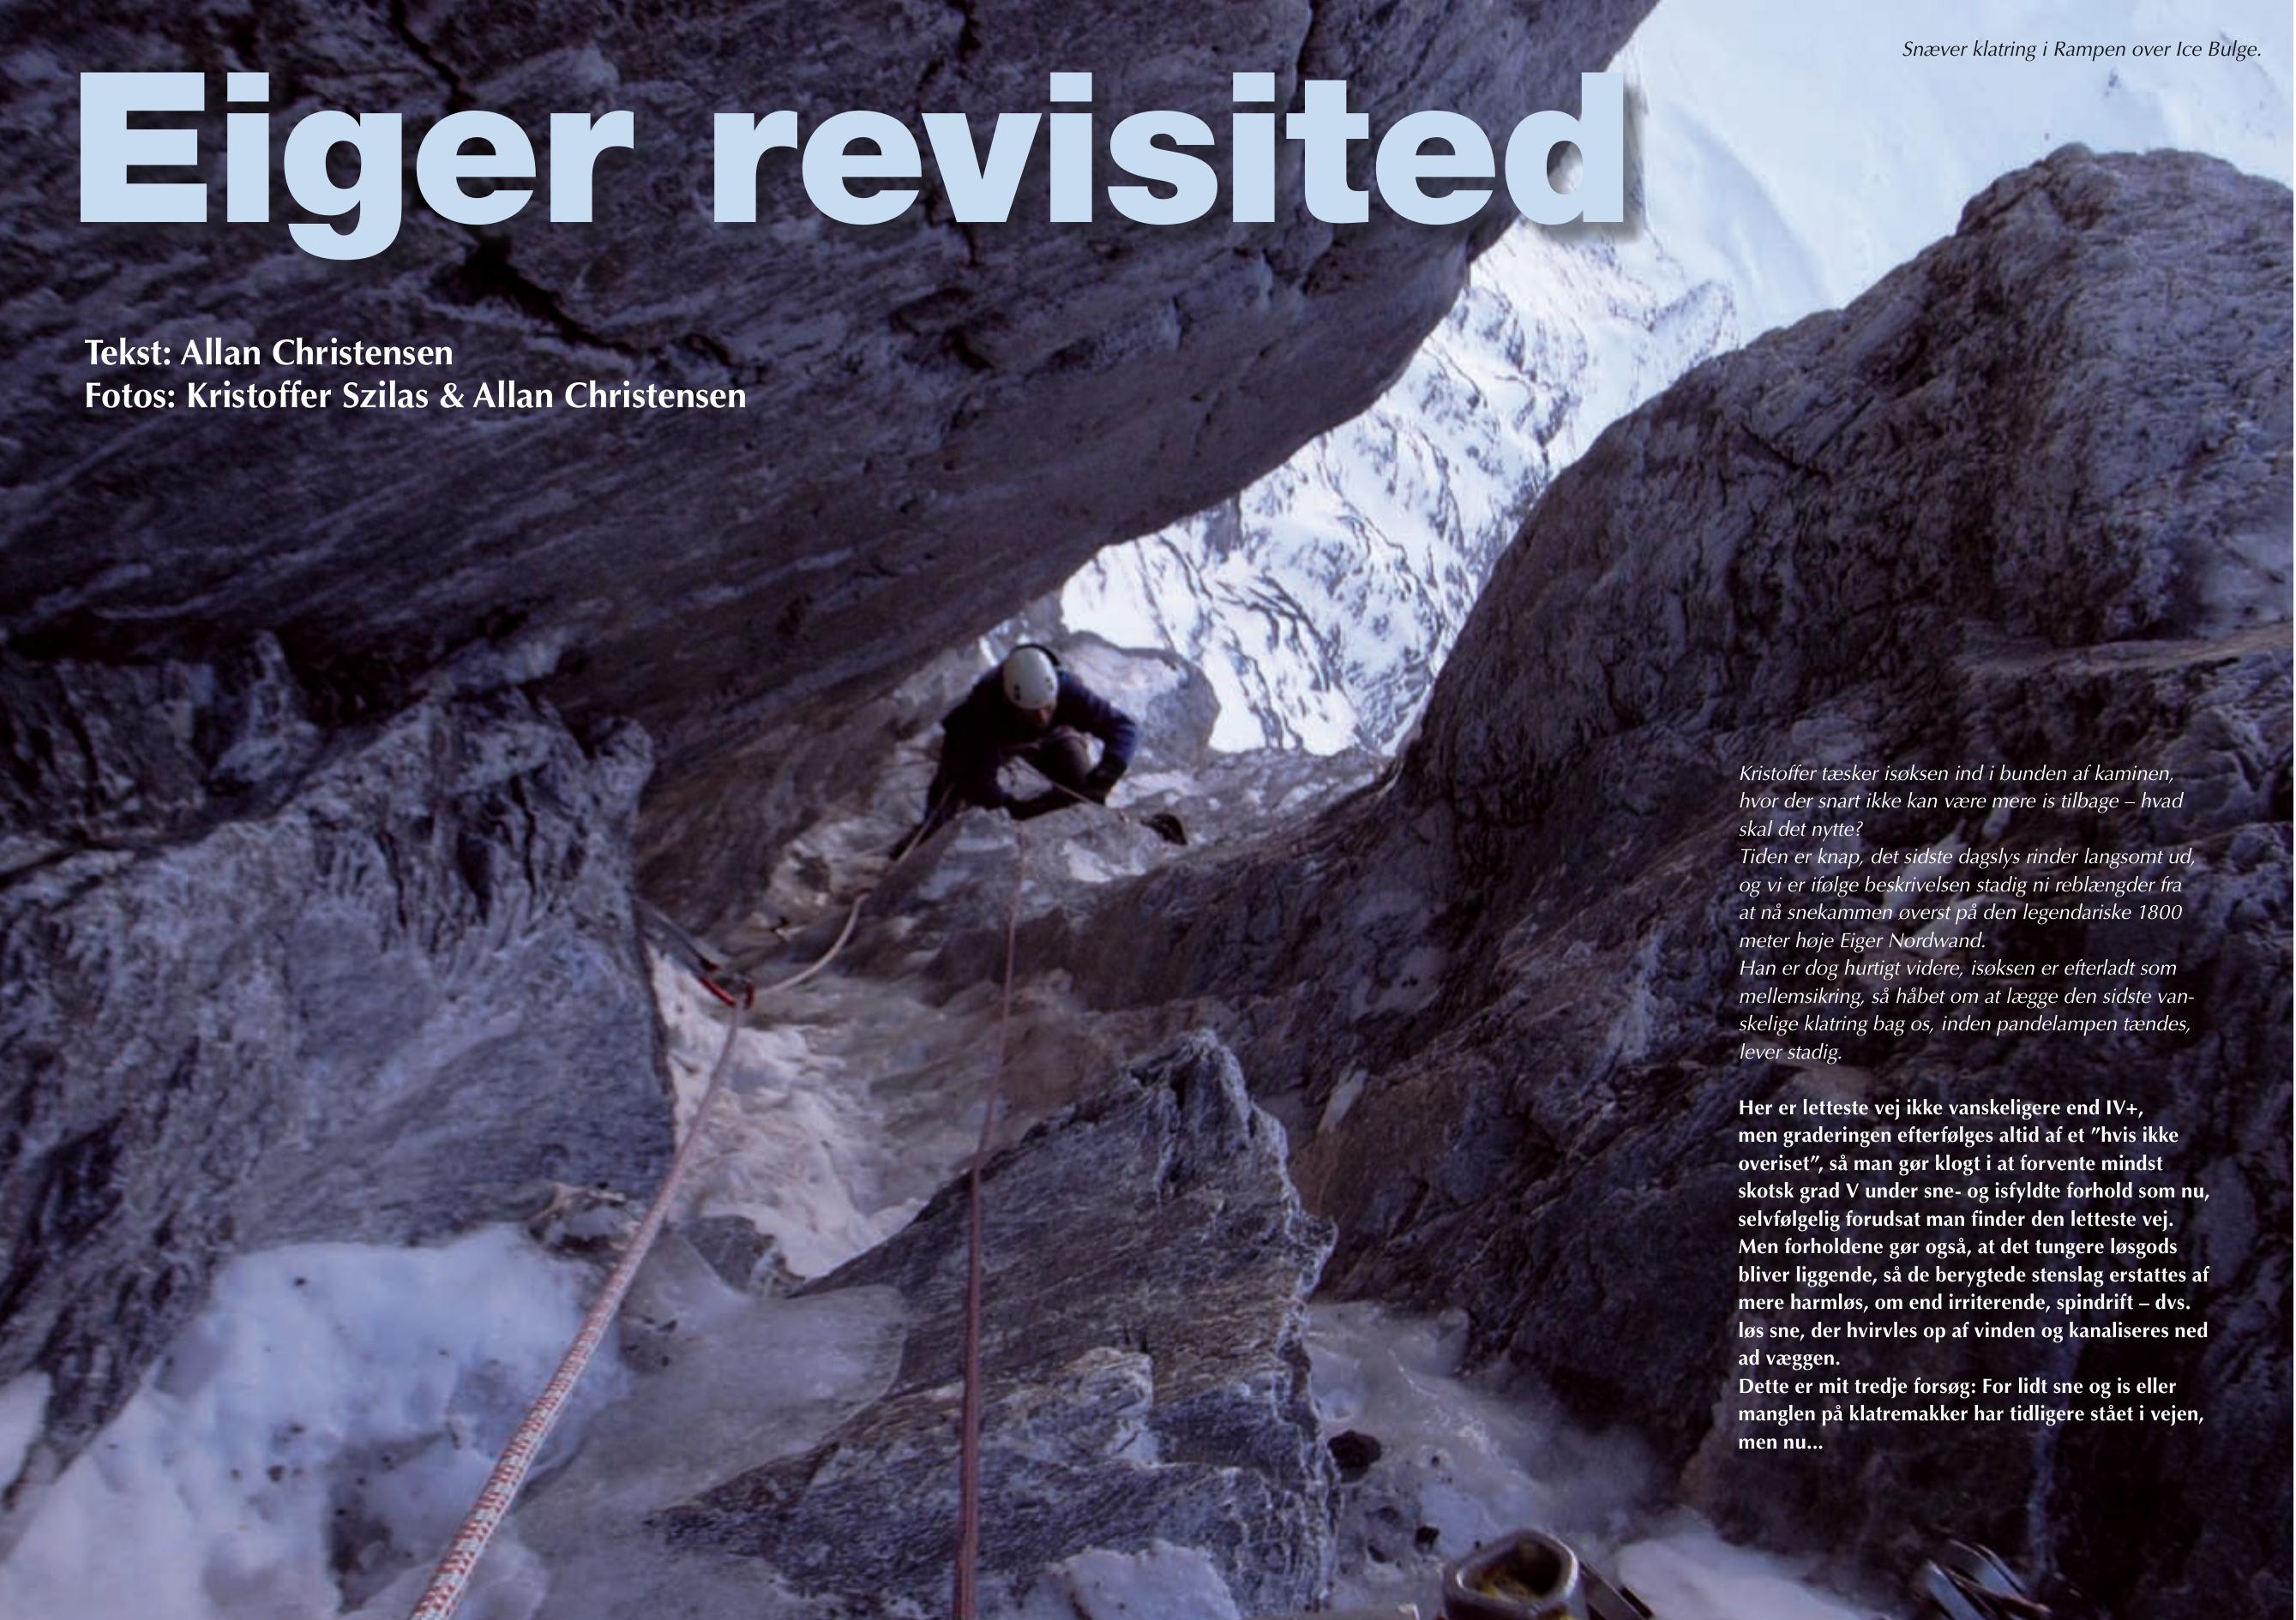 Snæver klatring i Rampen over Ice Bulge.
Eiger revisited
Tekst: Allan Christensen
Fotos: Kristoffer Szilas & Allan Christensen
Kristoffer tæsker isøksen ind i bunden af kaminen,
hvor der snart ikke kan være mere is tilbage – hvad
skal det nytte?
Tiden er knap, det sidste dagslys rinder langsomt ud,
og vi er ifølge beskrivelsen stadig ni reblængder fra
at nå snekammen øverst på den legendariske 1800
meter høje Eiger Nordwand.
Han er dog hurtigt videre, isøksen er efterladt som
mellemsikring, så håbet om at lægge den sidste van-
skelige klatring bag os, inden pandelampen tændes,
lever stadig.
Her er letteste vej ikke vanskeligere end IV+,
men graderingen efterfølges altid af et ”hvis ikke
overiset”, så man gør klogt i at forvente mindst
skotsk grad V under sne- og isfyldte forhold som nu,
selvfølgelig forudsat man finder den letteste vej.
Men forholdene gør også, at det tungere løsgods
bliver liggende, så de berygtede stenslag erstattes af
mere harmløs, om end irriterende, spindrift – dvs.
løs sne, der hvirvles op af vinden og kanaliseres ned
ad væggen.
Dette er mit tredje forsøg: For lidt sne og is eller
manglen på klatremakker har tidligere stået i vejen,
men nu...